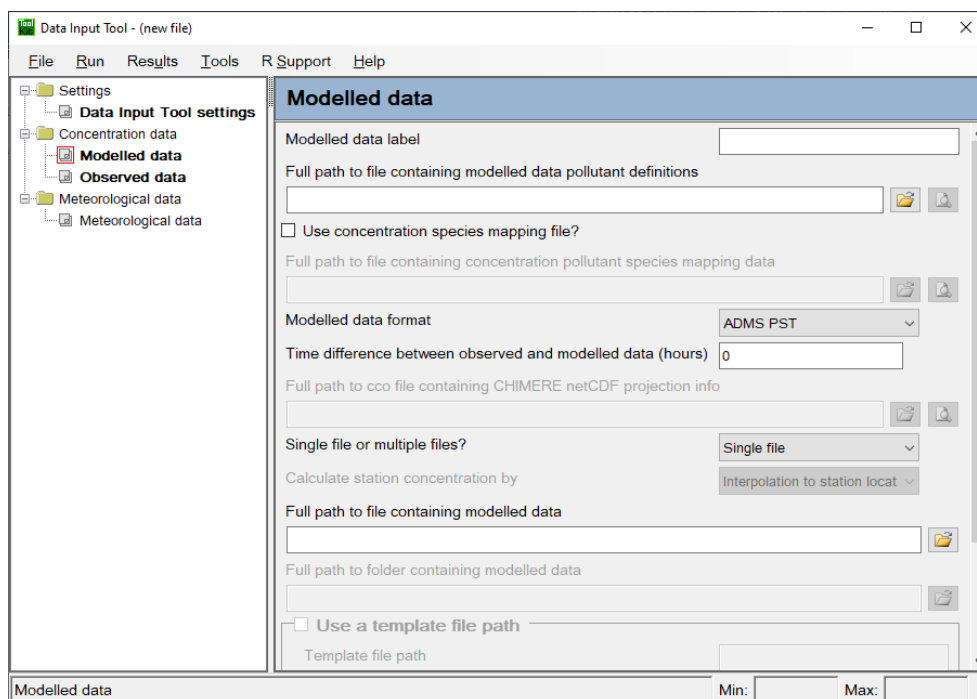 Tool
Kit
Data Input Tool - (new file)
File Run Results Tools R Support Help
Settings
Data Input Tool settings
Concentration data
Modelled data
Observed data
Meteorological data
Meteorological data
Modelled data
Modelled data label
Full path to file containing modelled data pollutant definitions
Use concentration species mapping file?
Full path to file containing concentration pollutant species mapping data
Modelled data format ADMS PST
Time difference between observed and modelled data (hours) 0
Full path to cco file containing CHIMERE netCDF projection info
Single file or multiple files? Single file
Calculate station concentration by Interpolation to station locat
Full path to file containing modelled data
Full path to folder containing modelled data
Use a template file path
Template file path
Modelled data Min: Max: